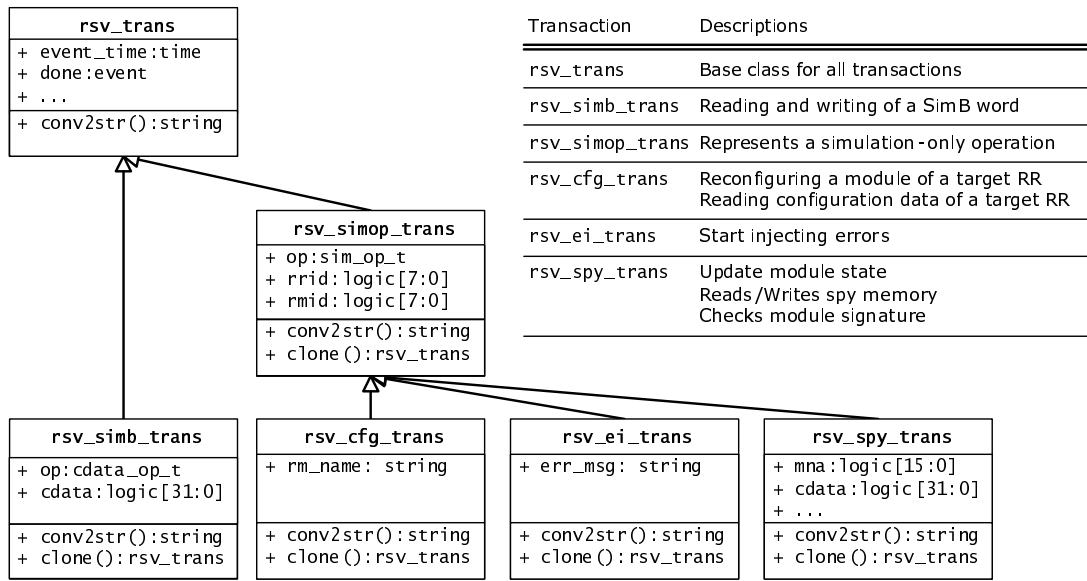 rsv_trans
+ event_time:time
+ done:event
+ ...
+ conv2str():string
Transaction Descriptions
rsv_trans Base class for all transactions
rsv_simb_trans Reading and writing of a SimB word
rsv_simop_trans Represents a simulation-only operation
rsv_cfg_trans Reconfiguring a module of a target RR
Reading configuration data of a target RR
rsv_ei_trans Start injecting errors
rsv_spy_trans Update module state
Reads/Writes spy memory
Checks module signature
rsv_simop_trans
+ op:sim_op_t
+ rrid:logic[7:0]
+ rmid:logic[7:0]
+ conv2str():string
+ clone():rsv_trans
rsv_simb_trans
+ op:cdata_op_t
+ cdata:logic[31:0]
+ conv2str():string
+ clone():rsv_trans
rsv_cfg_trans
+ rm_name: string
+ conv2str():string
+ clone():rsv_trans
rsv_ei_trans
+ err_msg: string
+ conv2str():string
+ clone():rsv_trans
rsv_spy_trans
+ mna:logic[15:0]
+ cdata:logic[31:0]
+ ...
+ conv2str():string
+ clone():rsv_trans